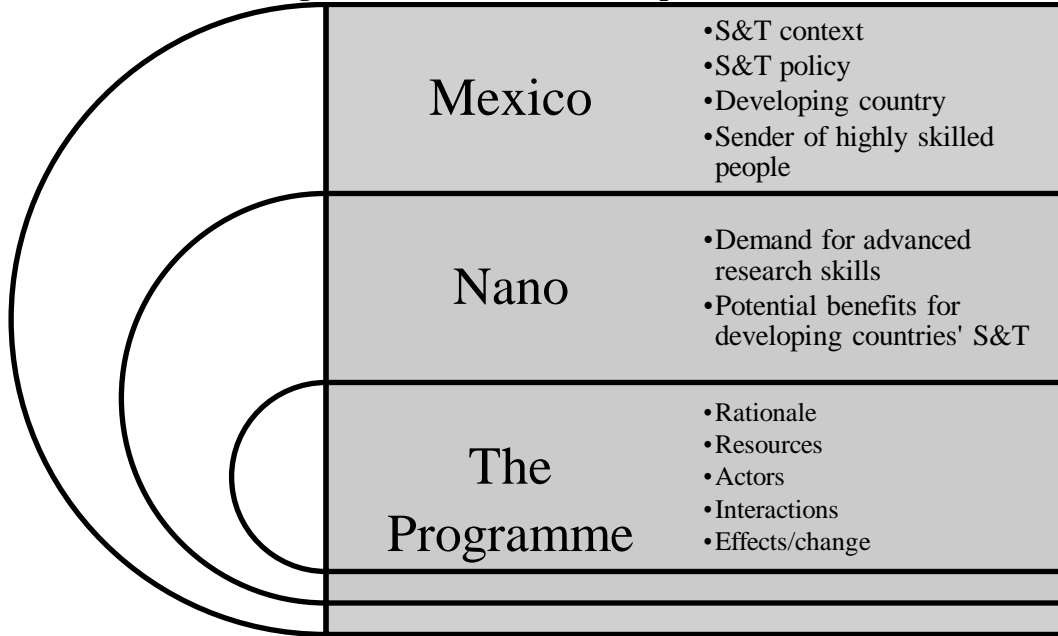 Mexico
•S&T context
•S&T policy
•Developing country
•Sender of highly skilled
people
Nano
•Demand for advanced
research skills
•Potential benefits for
developing countries' S&T
The
Programme
•Rationale
•Resources
•Actors
•Interactions
•Effects/change